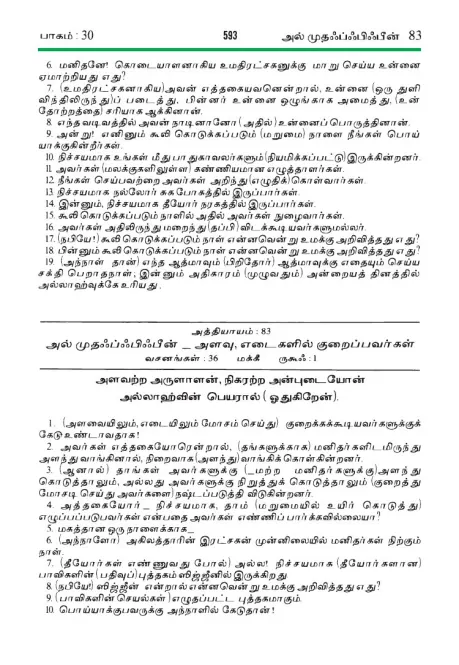 பாகம் : 30 593 அல் முதஃப்ஃபிஃபீன் 83
6. மனிதனே! கொடையாளனாகிய உமதிரட்சகனுக்கு மாறு செய்ய உன்னை
ஏமாற்றியது எது?
7. (உமதிரட்சகனாகிய)அவன் எத்தகையவனென்றால், உன்னை (ஒரு துளி
விந்திலிருந்து)ப் படைத்து, பின்னர் உன்னை ஒழுங்காக அமைத்து, (உன்
தோற்றத்தை) சரியாக ஆக்கினான்.
8. எந்த வடிவத்தில் அவன் நாடினானோ (அதில்) உன்னைப் பொருத்தினான்.
9. அன்று! எனினும் கூலி கொடுக்கப்படும் (மறுமை) நாளை நீங்கள் பொய்
யாக்குகின்றீர்கள்.
10. நிச்சயமாக உங்கள் மீது பாதுகாவலர்களும்(நியமிக்கப்பட்டு)இருக்கின்றனர்.
11. அவர்கள் (மலக்குகளிலுள்ள) கண்ணியமான எழுத்தாளர்கள்.
12. நீங்கள் செய்பவற்றை அவர்கள் அறிந்து(எழுதிக்)கொள்வார்கள்.
13. நிச்சயமாக நல்லோர் சுகபோகத்தில் இருப்பார்கள்.
14. இன்னும், நிச்சயமாக தீயோர் நரகத்தில் இருப்பார்கள்.
15. கூலி கொடுக்கப்படும் நாளில் அதில் அவர்கள் நுழைவார்கள்.
16. அவர்கள் அதிலிருந்து மறைந்து (தப்பி) விடக்கூடியவர்களுமல்லர்.
17. (நபியே!) கூலி கொடுக்கப்படும் நாள் என்னவென்று உமக்கு அறிவித்தது எது?
18. பின்னும் கூலி கொடுக்கப்படும் நாள் என்னவென்று உமக்கு அறிவித்தது எது?
19. (அந்நாள் தான்) எந்த ஆத்மாவும் (பிறிதோர்) ஆத்மாவுக்கு எதையும் செய்ய
சக்தி பெறாத நாள்; இன்னும் அதிகாரம் (முழுவதும்) அன்றையத் தினத்தில்
அல்லாஹ்வுக்கே உரியது.
அத்தியாயம் : 83
அல் முதஃப்ஃபிஃபீன் _ அளவு, எடைகளில் குறைப்பவர்கள்
வசனங்கள் : 36 மக்கீ ருகூஃ : 1
அளவற்ற அருளாளன், நிகரற்ற அன்புடையோன்
அல்லாஹ்வின் பெயரால் ( ஓதுகிறேன்).
1. (அளவையிலும், எடையிலும் மோசம் செய்து) குறைக்கக்கூடியவர்களுக்குக்
கேடு உண்டாவதாக!
2. அவர்கள் எத்தகையோரென்றால், (தங்களுக்காக) மனிதர்களிடமிருந்து
அளந்து வாங்கினால், நிறைவாக (அளந்து) வாங்கிக் கொள்கின்றனர்.
3. (ஆனால்) தாங்கள் அவர்களுக்கு (_மற்ற மனிதர்களுக்கு)அளந்து
கொடுத்தாலும், அல்லது அவர்களுக்கு நிறுத்துக் கொடுத்தாலும் (குறைத்து
மோசடி செய்து அவர்களை) நஷ்டப்படுத்தி விடுகின்றனர்.
4. அத்தகையோர்_ நிச்சயமாக, தாம் (மறுமையில் உயிர் கொடுத்து)
எழுப்பப்படுபவர்கள் என்பதை அவர்கள் எண்ணிப் பார்க்கவில்லையா?
5. மகத்தான ஒரு நாளைக்காக_
6. (அந்நாளோ) அகிலத்தாரின் இரட்சகன் முன்னிலையில் மனிதர்கள் நிற்கும்
நாள்.
7. (தீயோர்கள் எண்ணுவது போல்) அல்ல! நிச்சயமாக (தீயோர்களான)
பாவிகளின் (பதிவுப்) புத்தகம் ஸிஜ்ஜீனில் இருக்கிறது.
8. (நபியே!) ஸிஜ்ஜீன் என்றால் என்னவென்று உமக்கு அறிவித்தது எது?
9. (பாவிகளின் செயல்கள்) எழுதப்பட்ட புத்தகமாகும்.
10. பொய்யாக்குபவருக்கு அந்நாளில் கேடுதான்!